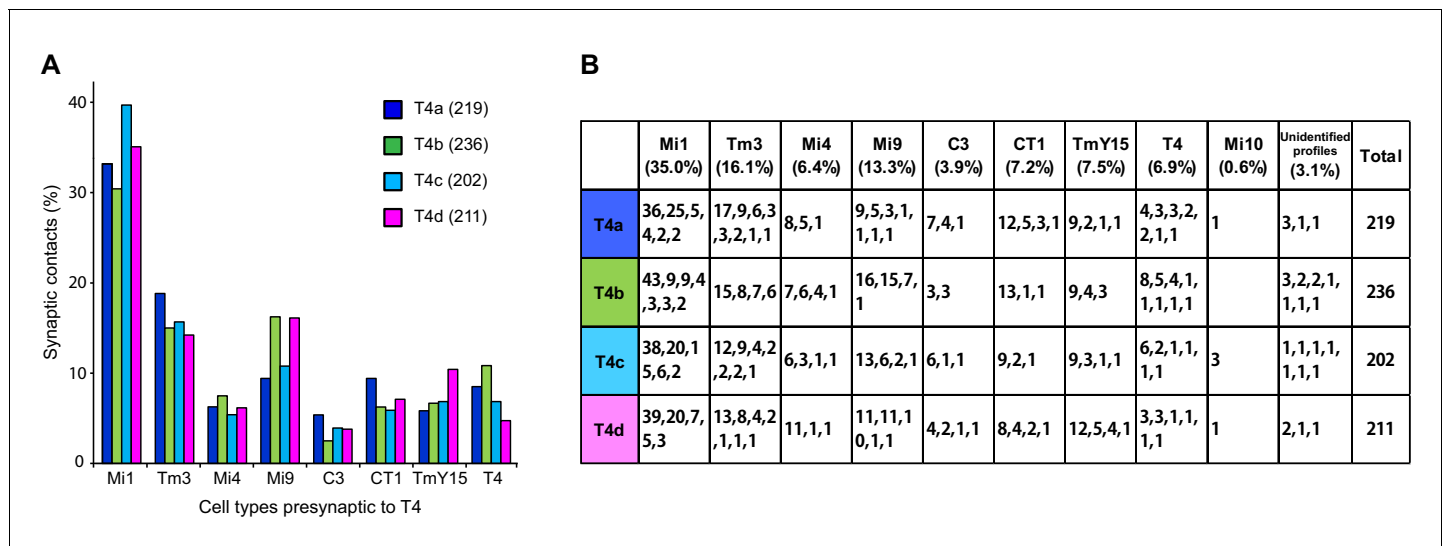 A
40
30
20
10
0
Synaptic contacts (%)
T4a (219)
T4b (236)
T4c (202)
T4d (211)
Mi1 Tm3 Mi4 Mi9 C3 CT1 TmY15 T4
Cell types presynaptic to T4
B
Mi1 (35.0%)
Tm3 (16.1%)
Mi4 (6.4%)
Mi9 (13.3%)
C3 (3.9%)
CT1 (7.2%)
TmY15 (7.5%)
T4 (6.9%)
Mi10 (0.6%)
Unidentified profiles (3.1%)
Total
T4a
36,25,5,
4,2,2
17,9,6,3
,3,2,1,1
8,5,1
9,5,3,1,
1,1,1
7,4,1
12,5,3,1
9,2,1,1
4,3,3,2,
2,1,1
1
3,1,1
219
T4b
43,9,9,4
,3,3,2
15,8,7,6
7,6,4,1
16,15,7,
1
3,3
13,1,1
9,4,3
8,5,4,1,
1,1,1,1
3,2,2,1,
1,1,1
236
T4c
38,20,1
5,6,2
12,9,4,2
,2,2,1
6,3,1,1
13,6,2,1
6,1,1
9,2,1
9,3,1,1
6,2,1,1,
1,1
3
1,1,1,1,
1,1,1
202
T4d
39,20,7,
5,3
13,8,4,2
,1,1,1
11,1,1
11,11,1
0,1,1
4,2,1,1
8,4,2,1
12,5,4,1
3,3,1,1,
1,1
1
2,1,1
211